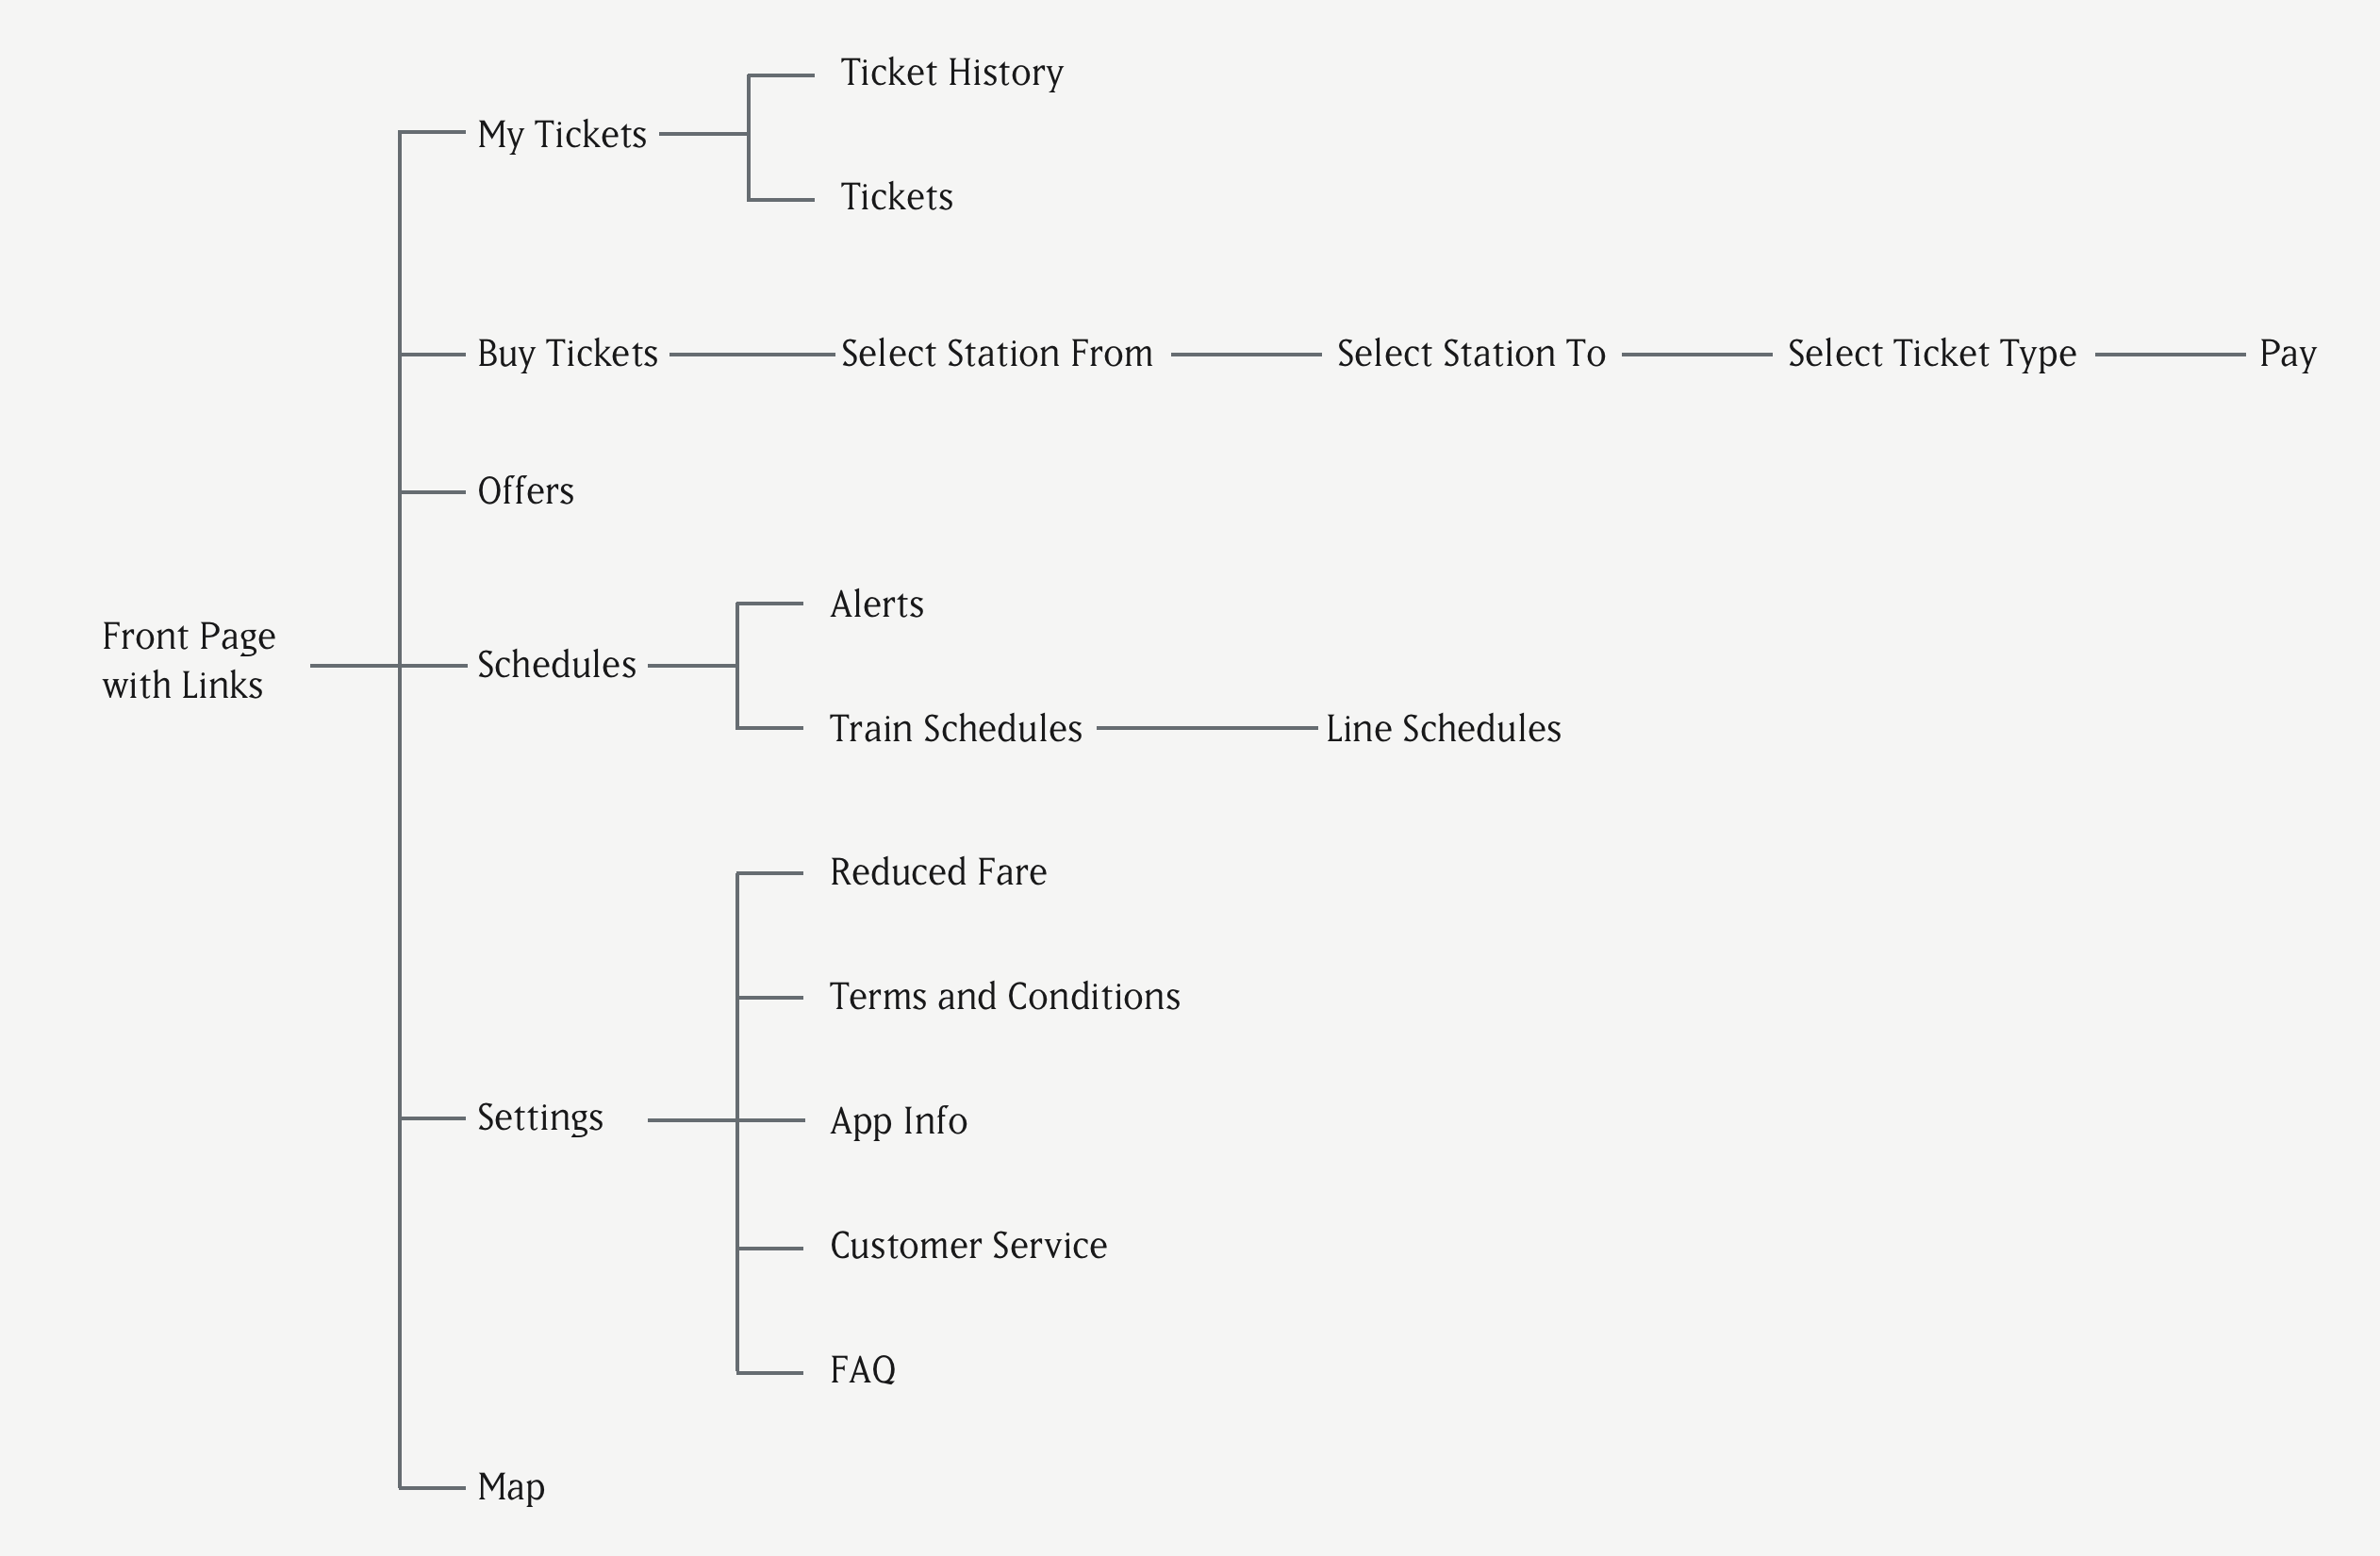 Ticket History
My Tickets
Tickets
Buy Tickets Select Station From Select Station To Select Ticket Type Pay
Offers
Alerts
Front Page
with Links
Schedules
Train Schedules Line Schedules
Reduced Fare
Terms and Conditions
Settings App Info
Customer Service
FAQ
Map